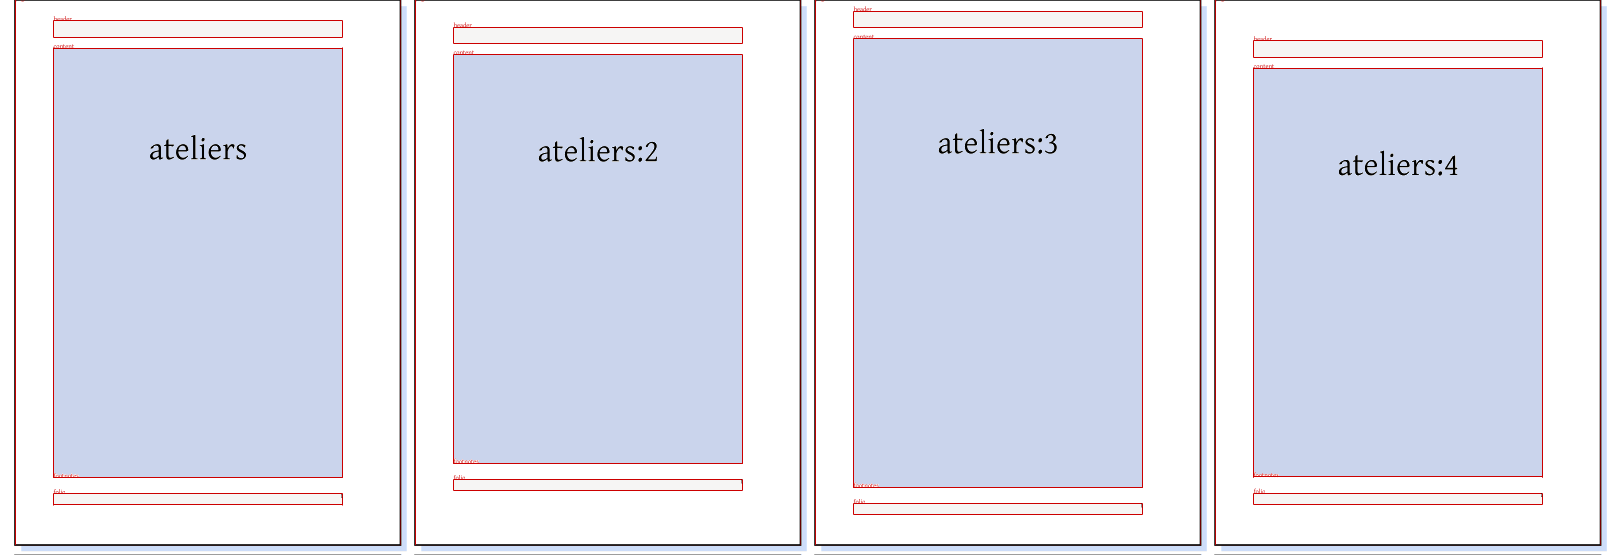 header
content
ateliers
footnotes
folio
header
content
ateliers:2
footnotes
folio
header
content
ateliers:3
footnotes
folio
header
content
ateliers:4
footnotes
folio